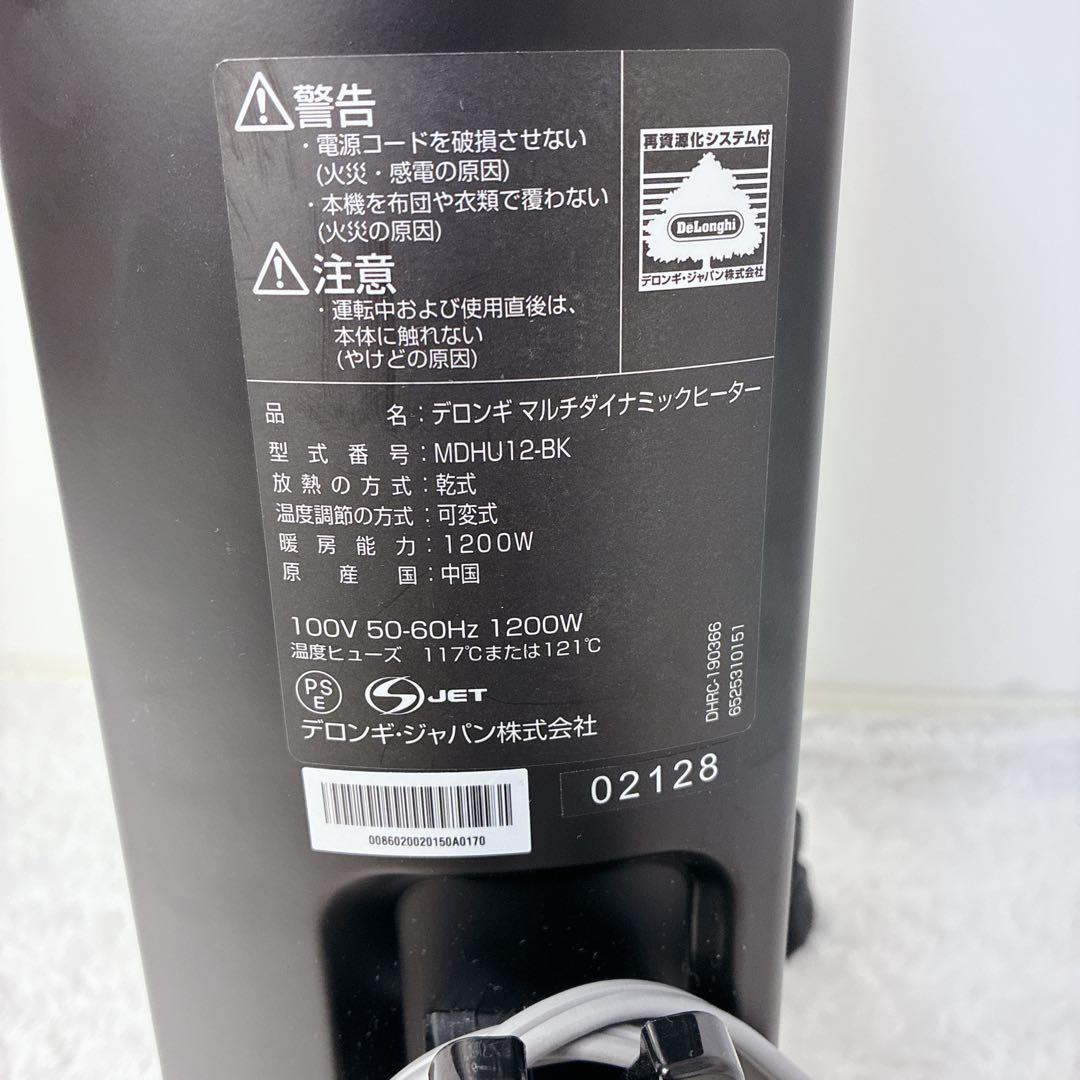 警告
・電源コードを破損させない
(火災・感電の原因)
・本機を布団や衣類で覆わない
(火災の原因)
注意
・運転中および使用直後は、
本体に触れない
(やけどの原因)
再資源化システム付
DeLonghi
デロンギ・ジャパン株式会社
品名：デロンギ マルチダイナミックヒーター
型式番号：MDHU12-BK
放熱の方式：乾式
温度調節の方式：可変式
暖房能力：1200W
原産国：中国
100V 50-60Hz 1200W
温度ヒューズ 117℃または121℃
PS
E
S JET
デロンギ・ジャパン株式会社
DHRC-190366
6525310151
02128
0086020020150A0170